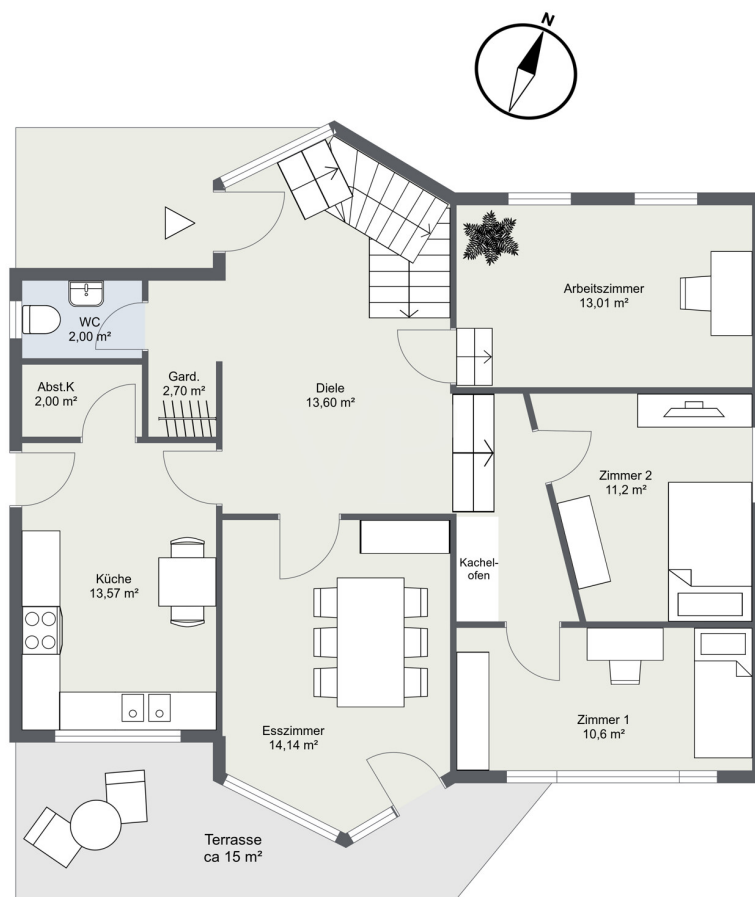 N
Arbeitszimmer
13,01 m²
WC
2,00 m²
Abst.K
2,00 m²
Gard.
2,70 m²
Diele
13,60 m²
Zimmer 2
11,2 m²
Kachel-
ofen
Küche
13,57 m²
Esszimmer
14,14 m²
Zimmer 1
10,6 m²
Terrasse
ca 15 m²